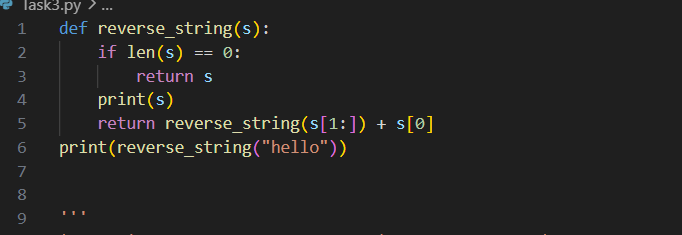 Task3.py > ...
1 def reverse_string(s):
2     if len(s) == 0:
3         return s
4     print(s)
5     return reverse_string(s[1:]) + s[0]
6 print(reverse_string("hello"))
7
8
9 '''